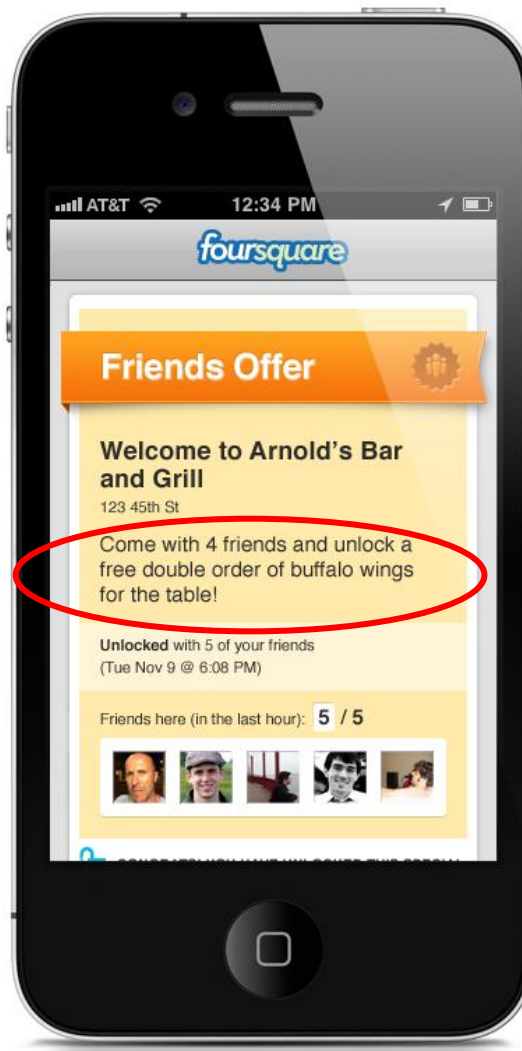 AT&T 12:34 PM
foursquare
Friends Offer
Welcome to Arnold's Bar
and Grill
123 45th St
Come with 4 friends and unlock a
free double order of buffalo wings
for the table!
Unlocked with 5 of your friends
(Tue Nov 9 @ 6:08 PM)
Friends here (in the last hour): 5 / 5